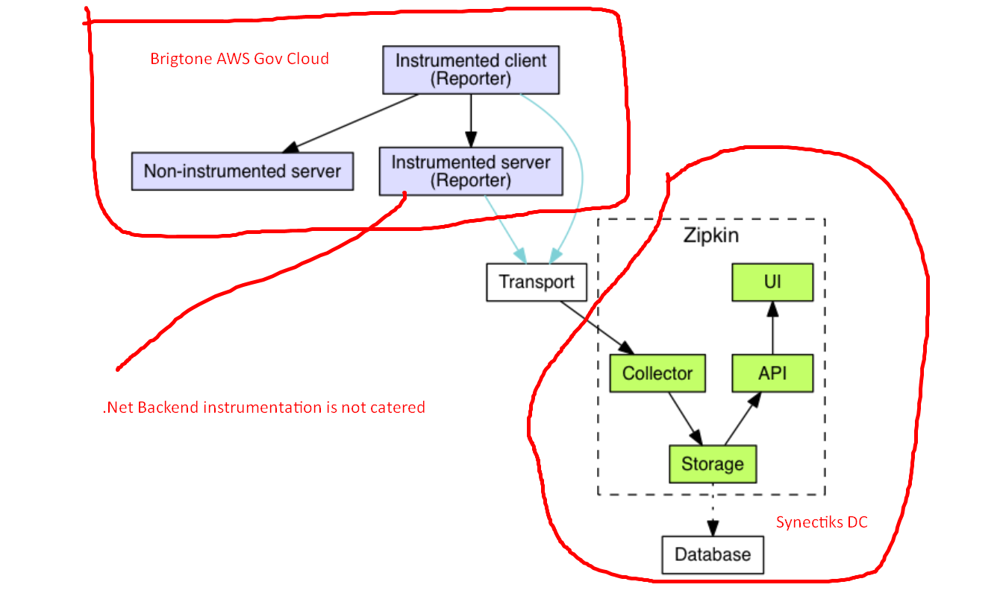 Brigtone AWS Gov Cloud
Instrumented client
(Reporter)
Non-instrumented server
Instrumented server
(Reporter)
Zipkin
Transport
UI
Collector
API
.Net Backend instrumentation is not catered
Storage
Synectiks DC
Database